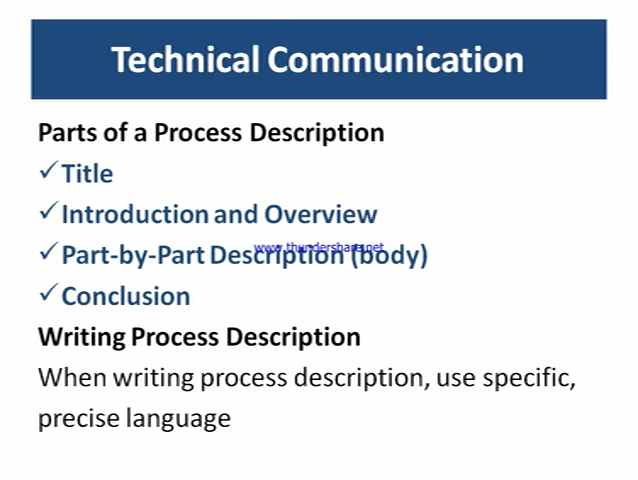 Technical Communication
Parts of a Process Description
✓Title
✓Introduction and Overview
www.thundershare.net
✓Part-by-Part Description (body)
✓Conclusion
Writing Process Description
When writing process description, use specific,
precise language